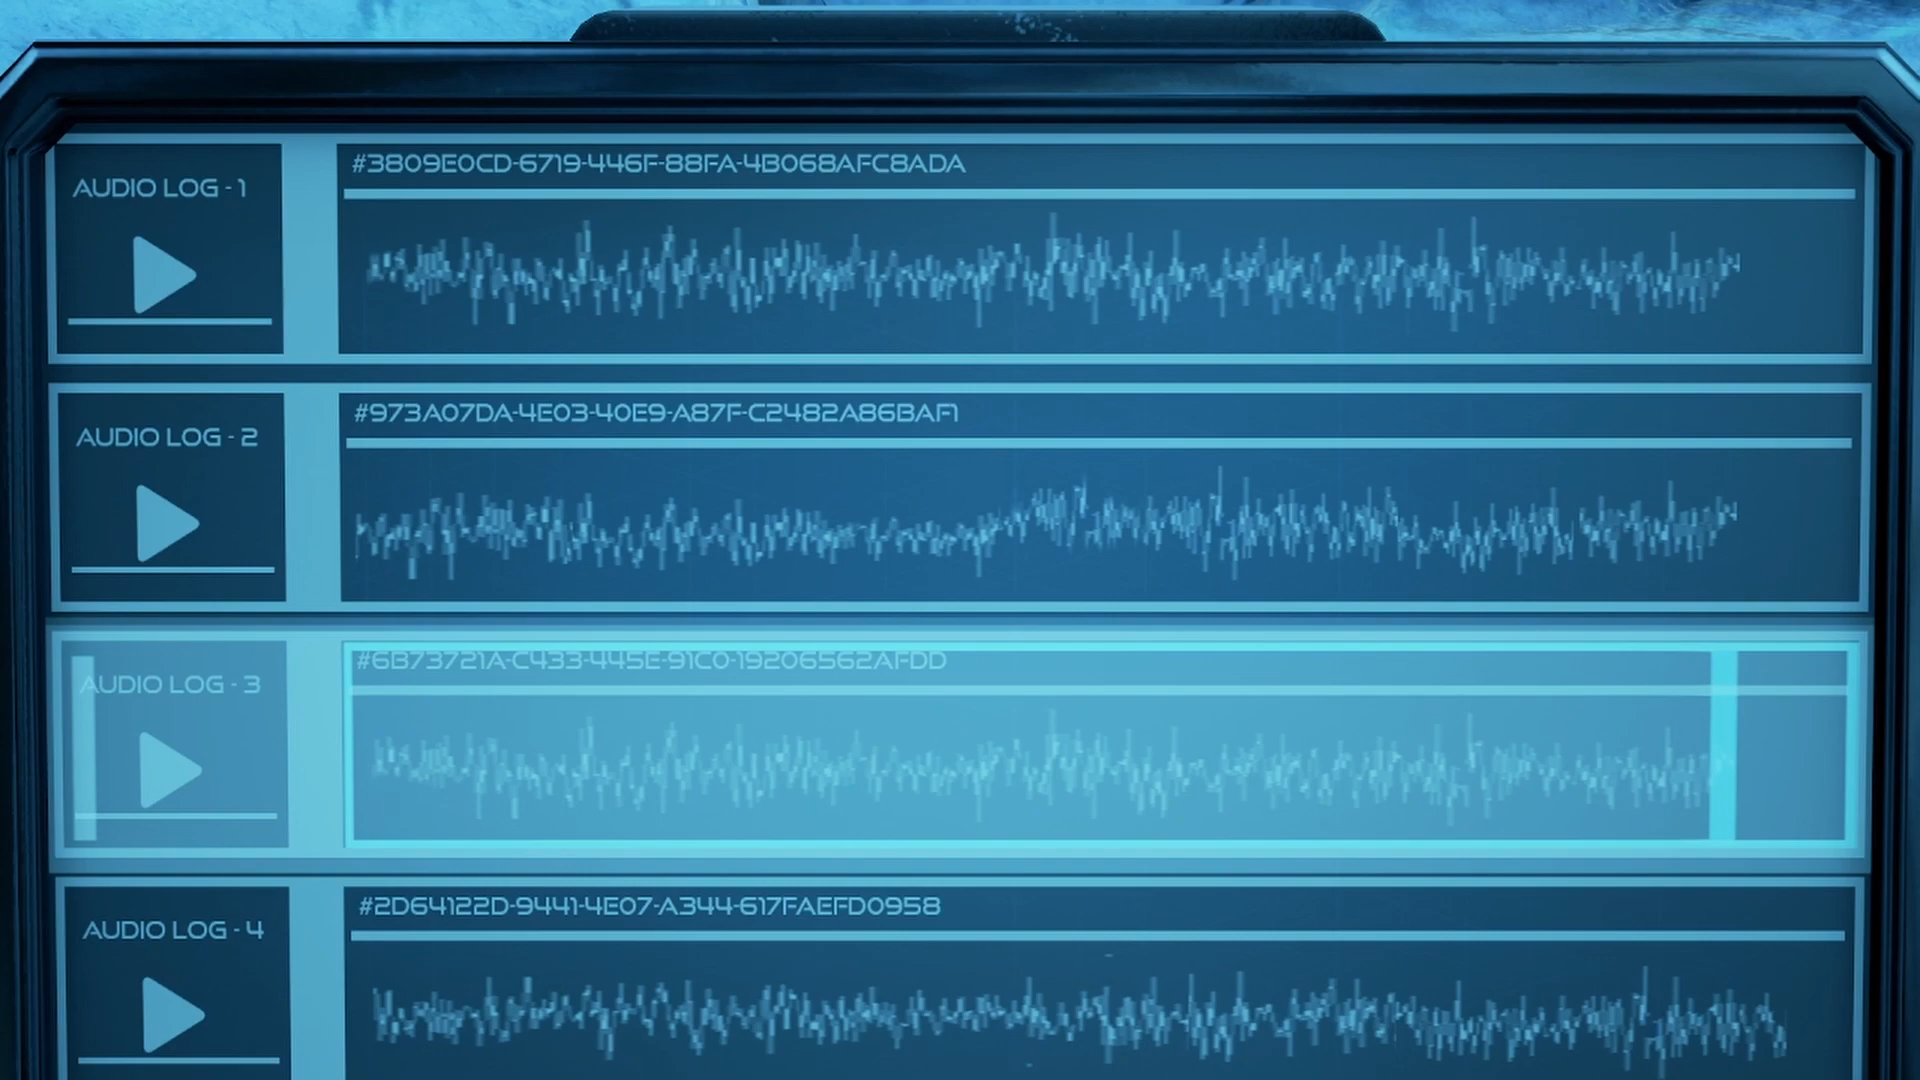 #3809E0CD-6719-446F-88FA-4B068AFC8ADA
AUDIO LOG - 1
#973A07DA-4E03-40E9-A87F-C2482A86BAF1
AUDIO LOG - 2
#6B73721A-C433-445E-91C0-19206562AFDD
AUDIO LOG - 3
#2D64122D-9441-4E07-A344-617FAEFD0958
AUDIO LOG - 4